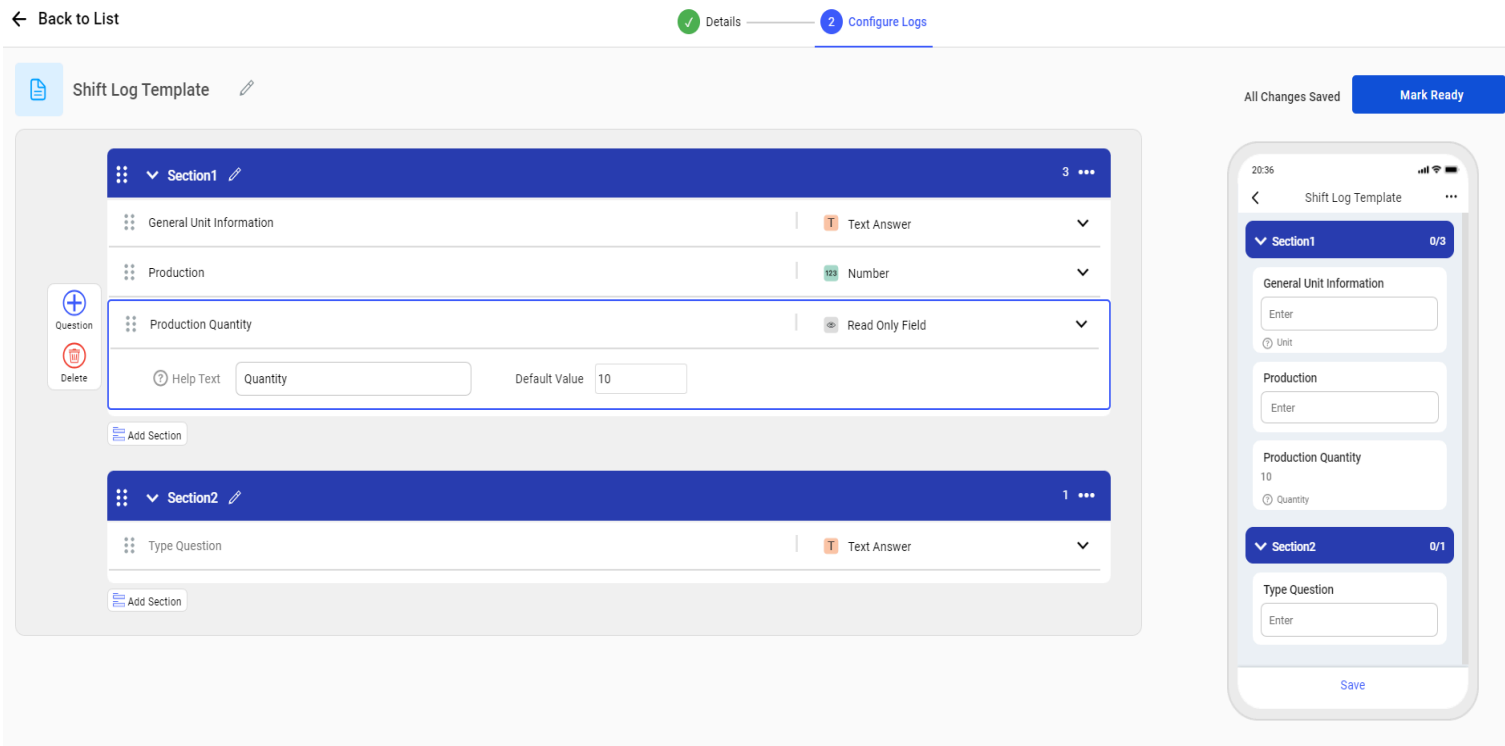 Back to List
Details
2 Configure Logs
Shift Log Template
All Changes Saved
Mark Ready
Section1 3
General Unit Information T Text Answer
Production 123 Number
Production Quantity Read Only Field
? Help Text Quantity Default Value 10
Question
Delete
Add Section
Section2 1
Type Question T Text Answer
Add Section
20:36
Shift Log Template
Section1 0/3
General Unit Information
Enter
? Unit
Production
Enter
Production Quantity
10
? Quantity
Section2 0/1
Type Question
Enter
Save